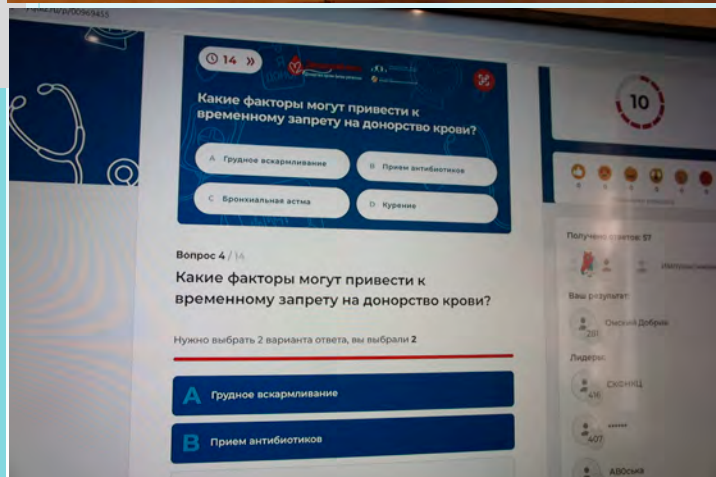 14 »
Какие факторы могут привести к
временному запрету на донорство крови?
A Грудное вскармливание
B Прием антибиотиков
C Бронхиальная астма
D Курение
10
Вопрос 4 / 14
Какие факторы могут привести к
временному запрету на донорство крови?
Нужно выбрать 2 варианта ответа, вы выбрали 2
A Грудное вскармливание
B Прием антибиотиков
Получено ответов: 57
Ваш результат:
Омский Добряк
201
Лидеры:
416
******
407
АВОська